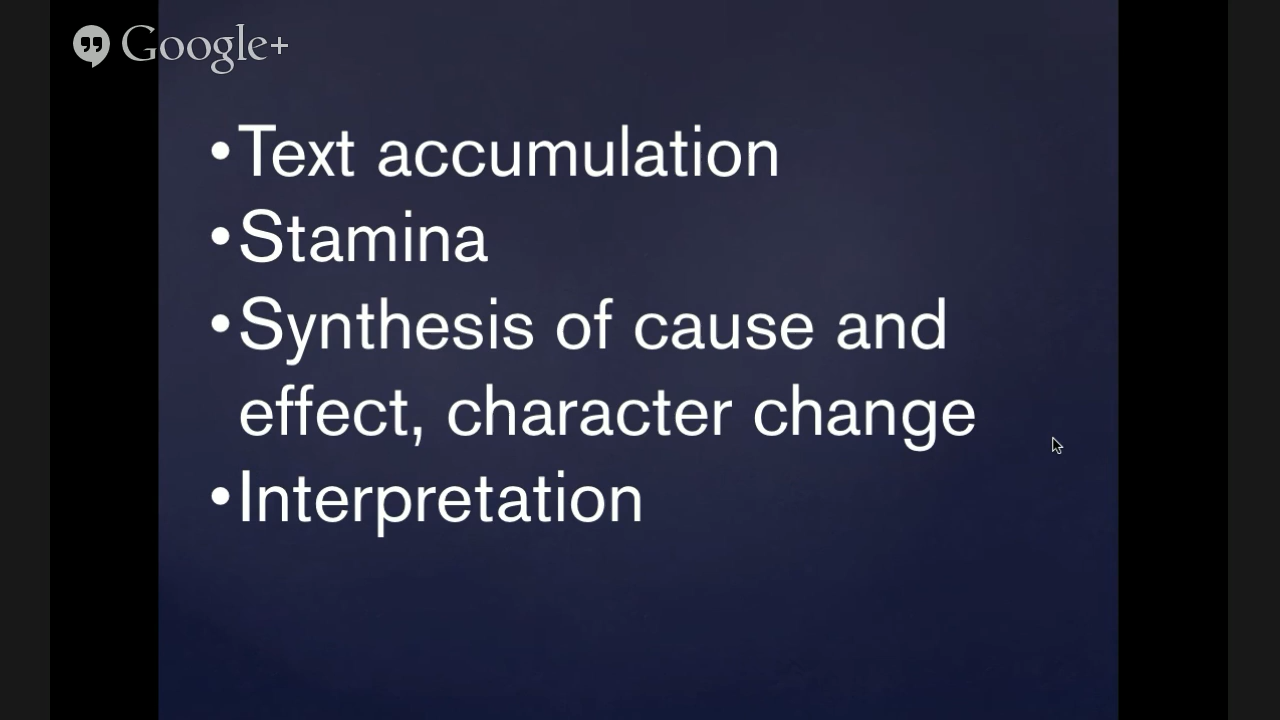 Google+
•Text accumulation
•Stamina
•Synthesis of cause and
effect, character change
•Interpretation